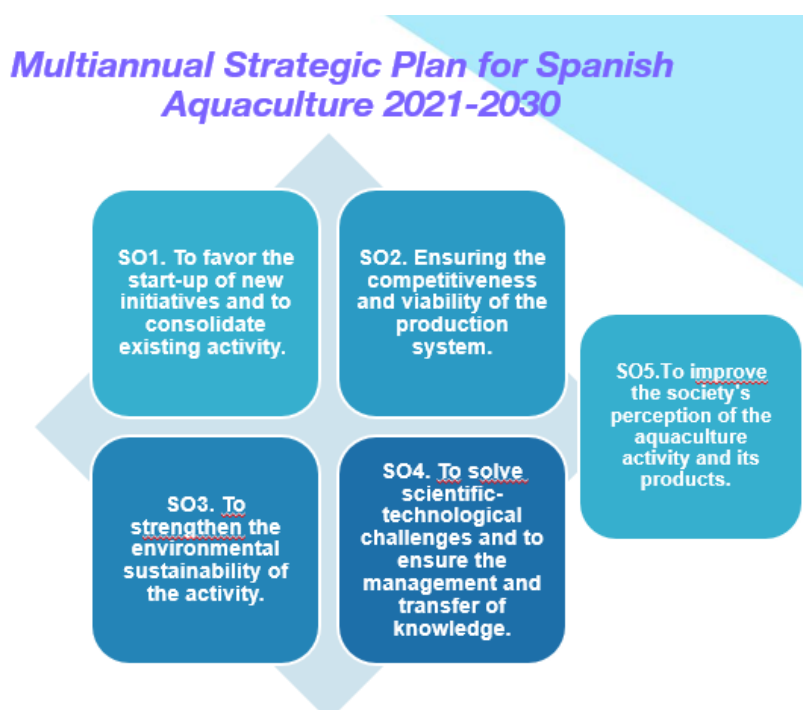 Multiannual Strategic Plan for Spanish
Aquaculture 2021-2030
SO1. To favor the
start-up of new
initiatives and to
consolidate
existing activity.
SO2. Ensuring the
competitiveness
and viability of the
production
system.
SO3. To
strengthen the
environmental
sustainability of
the activity.
SO4. To solve
scientific-
technological
challenges and to
ensure the
management and
transfer of
knowledge.
SO5.To improve
the society's
perception of the
aquaculture
activity and its
products.